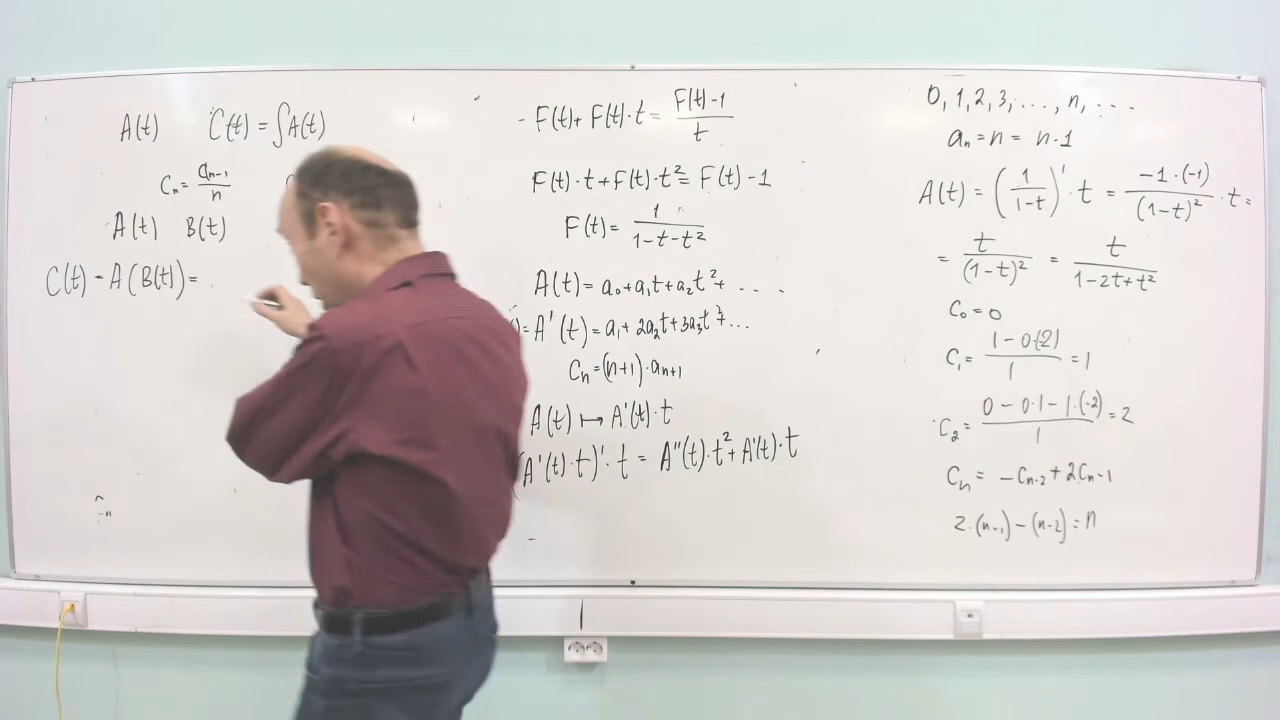 A(t) C(t) = ∫A(t)
Cₙ = aₙ₋₁/n
A(t) B(t)
C(t) - A(B(t)) =
F(t) + F(t)·t = (F(t)-1)/t
F(t)·t + F(t)·t² = F(t) - 1
F(t) = 1/(1-t-t²)
A(t) = a₀ + a₁t + a₂t² + ...
) = A'(t) = a₁ + 2a₂t + 3a₃t² + ...
Cₙ = (n+1)·aₙ₊₁
A(t) ↦ A'(t)·t
(A'(t)·t)'·t = A''(t)·t² + A'(t)·t
0, 1, 2, 3, ..., n, ...
aₙ = n = n·1
A(t) = (1/(1-t))'·t = (-1·(-1))/(1-t)²·t =
= t/(1-t)² = t/(1-2t+t²)
C₀ = 0
C₁ = (1-0·(-2))/1 = 1
C₂ = (0-0·1-1·(-2))/1 = 2
Cₙ = -Cₙ₋₂ + 2Cₙ₋₁
2·(n-1) - (n-2) = n